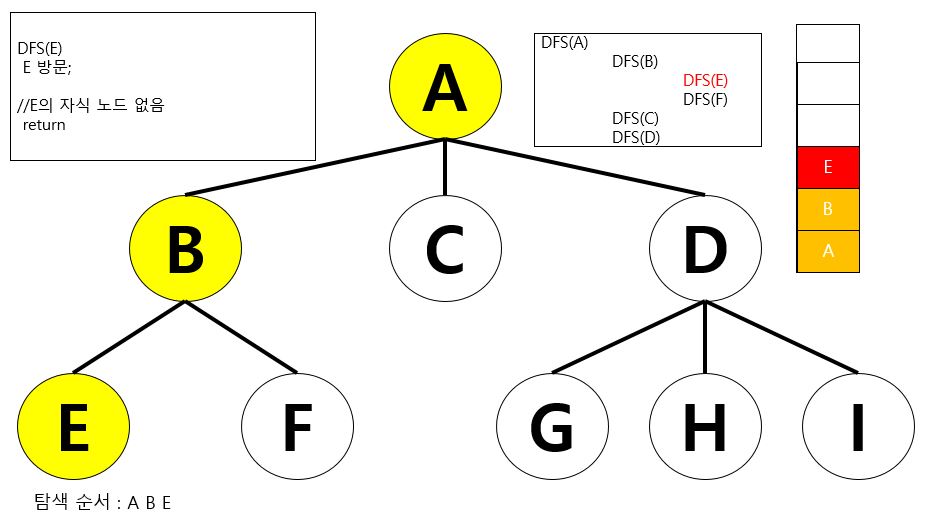 DFS(E)
E 방문;
//E의 자식 노드 없음
return
DFS(A)
DFS(B)
DFS(E)
DFS(F)
DFS(C)
DFS(D)
E
B
A
A
B
C
D
E
F
G
H
I
탐색 순서 : A B E